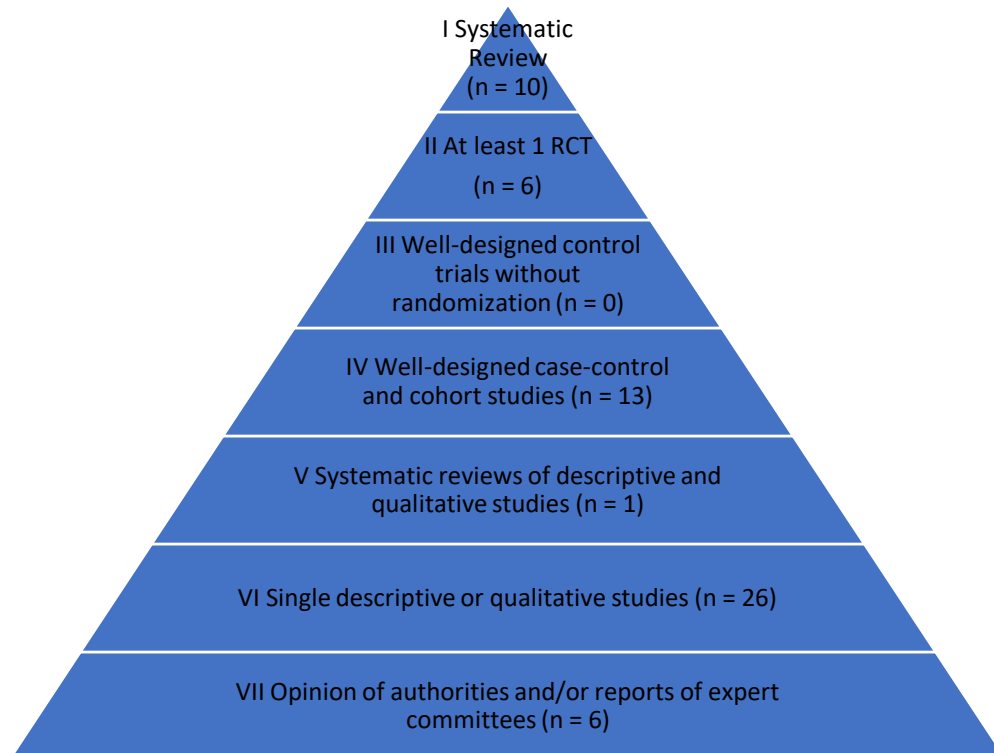 I Systematic
Review
(n = 10)
II At least 1 RCT
(n = 6)
III Well-designed control
trials without
randomization (n = 0)
IV Well-designed case-control
and cohort studies (n = 13)
V Systematic reviews of descriptive and
qualitative studies (n = 1)
VI Single descriptive or qualitative studies (n = 26)
VII Opinion of authorities and/or reports of expert
committees (n = 6)